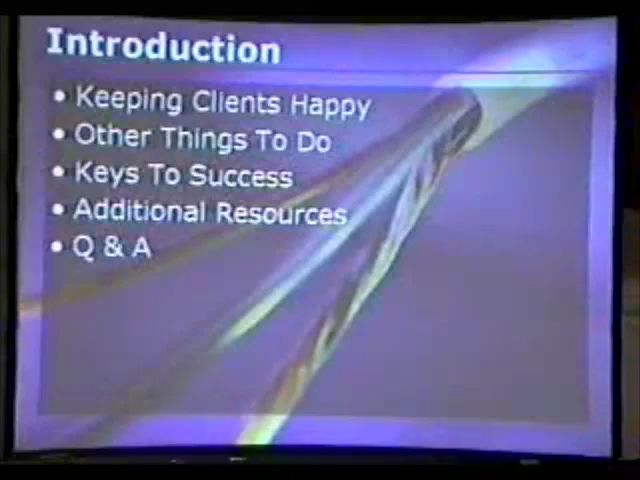 Introduction
• Keeping Clients Happy
• Other Things To Do
• Keys To Success
• Additional Resources
• Q & A